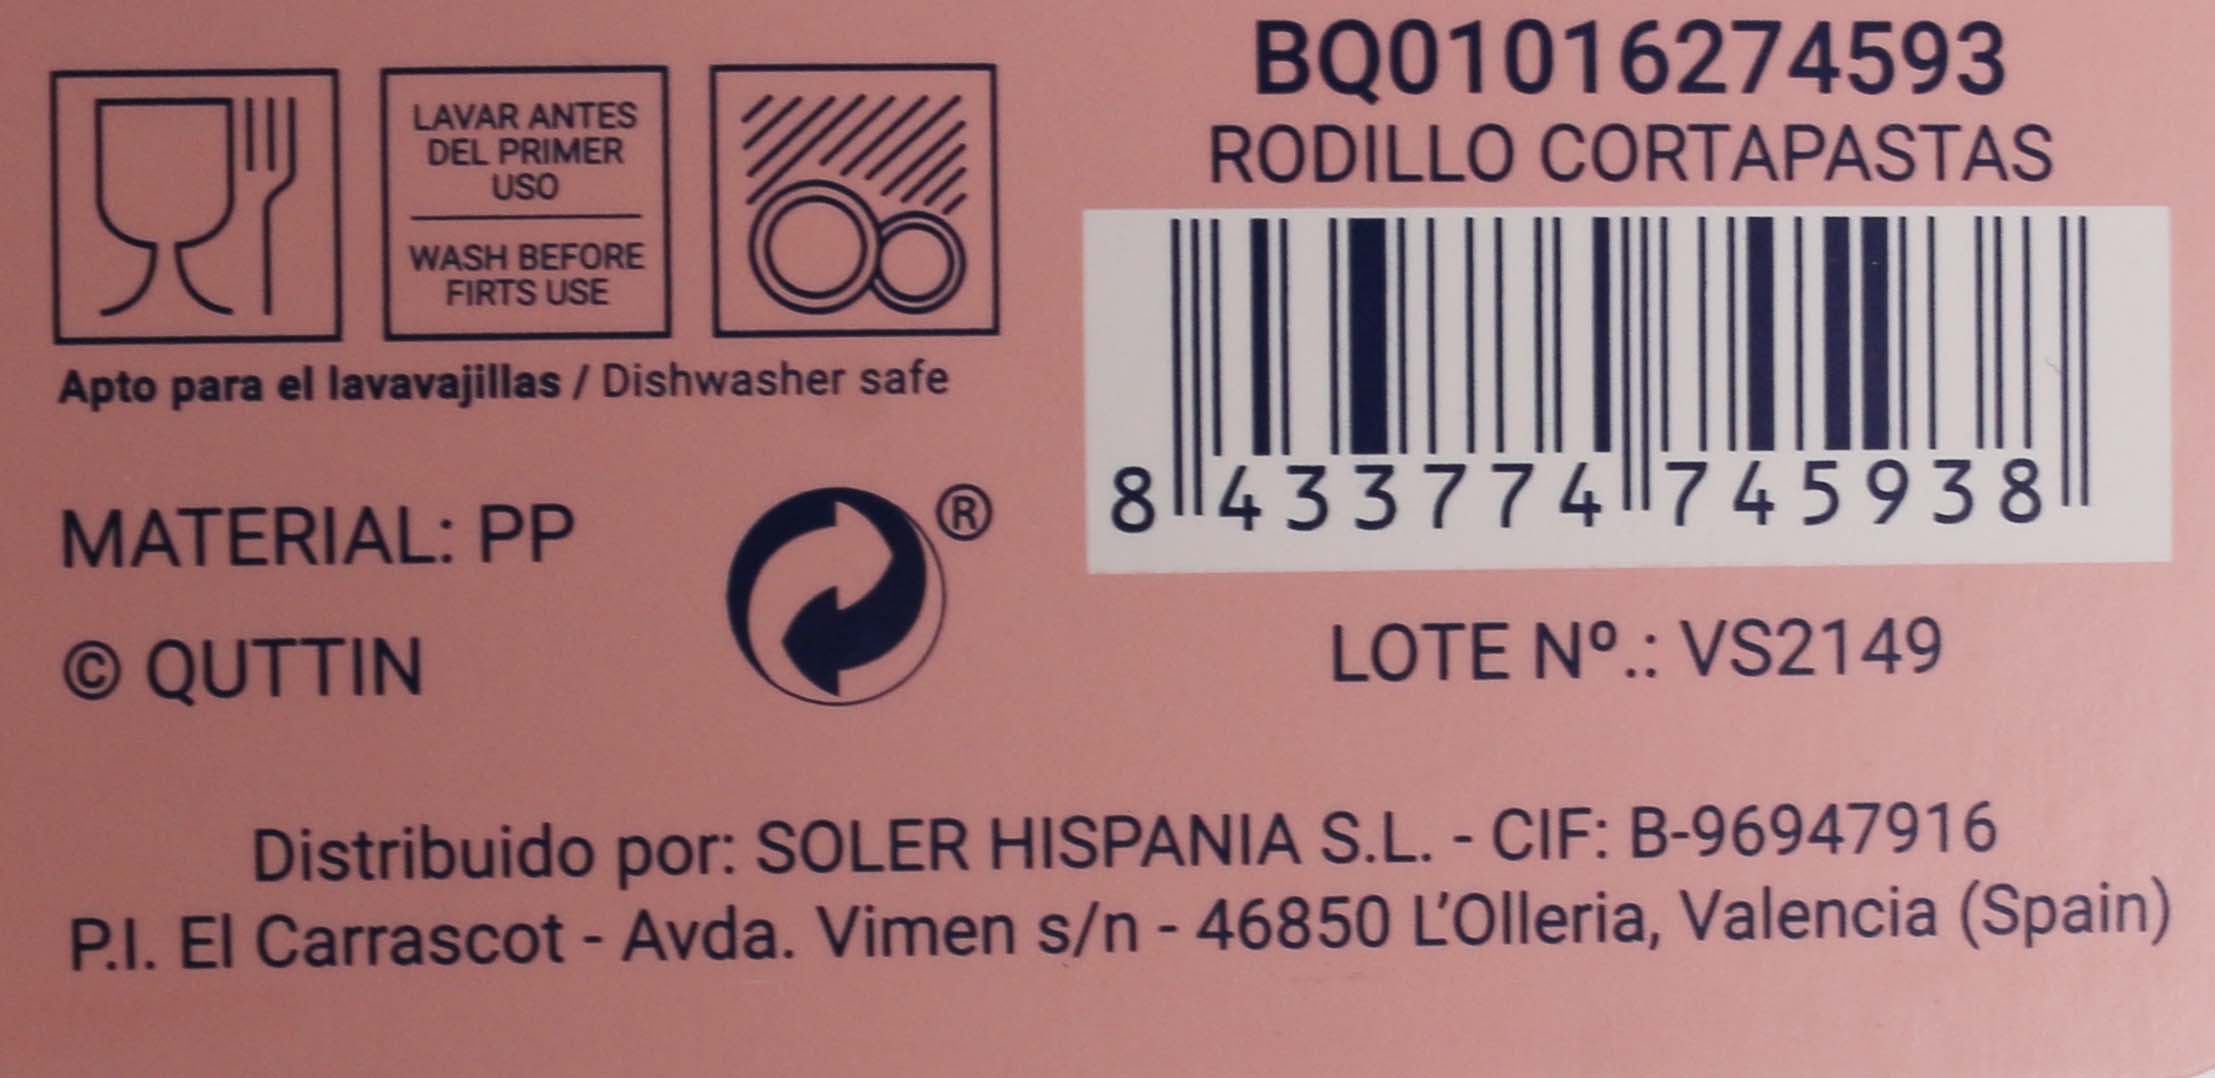 BQ01016274593
RODILLO CORTAPASTAS
LAVAR ANTES
DEL PRIMER
USO
WASH BEFORE
FIRTS USE
Apto para el lavavajillas / Dishwasher safe
8 433774 745938
MATERIAL: PP
®
© QUTTIN
LOTE Nº.: VS2149
Distribuido por: SOLER HISPANIA S.L. - CIF: B-96947916
P.I. El Carrascot - Avda. Vimen s/n - 46850 L'Olleria, Valencia (Spain)